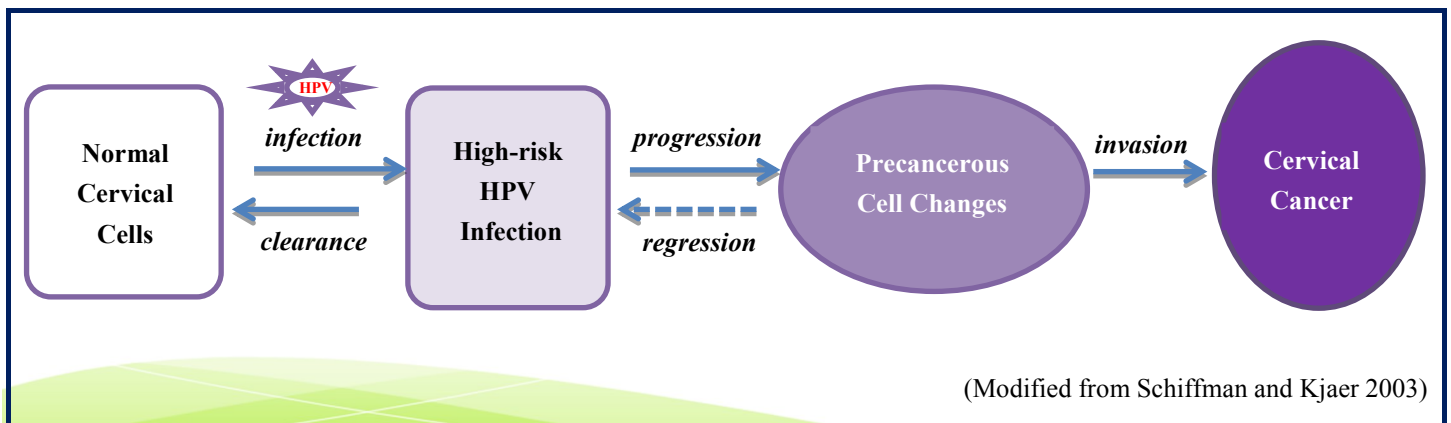 HPV
Normal
Cervical
Cells
infection
clearance
High-risk
HPV
Infection
progression
regression
Precancerous
Cell Changes
invasion
Cervical
Cancer
(Modified from Schiffman and Kjaer 2003)